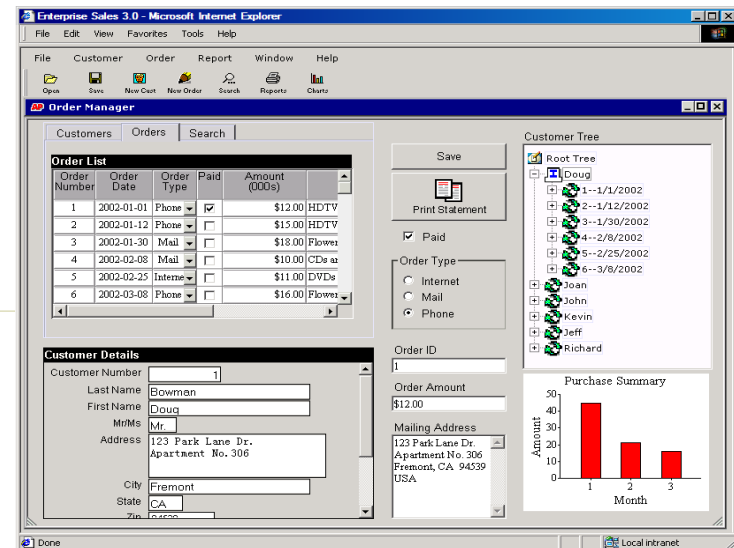 Enterprise Sales 3.0 - Microsoft Internet Explorer
File Edit View Favorites Tools Help
File Customer Order Report Window Help
Open Save New Cust New Order Search Reports Charts
Order Manager
Customers Orders Search
Order List
Order Number Order Date Order Type Paid Amount (000s)
1 2002-01-01 Phone $12.00 HDTV
2 2002-01-12 Phone $15.00 HDTV
3 2002-01-30 Mail $18.00 Flower
4 2002-02-08 Mail $10.00 CDs ar
5 2002-02-25 Interne $11.00 DVDs
6 2002-03-08 Phone $16.00 Flower
Customer Details
Customer Number 1
Last Name Bowman
First Name Doug
Mr/Ms Mr.
Address 123 Park Lane Dr.
Apartment No. 306
City Fremont
State CA
Save
Print Statement
Paid
Order Type
Internet
Mail
Phone
Order ID
1
Order Amount
$12.00
Mailing Address
123 Park Lane Dr.
Apartment No. 306
Fremont, CA 94539
USA
Customer Tree
Root Tree
Doug
1--1/1/2002
2--1/12/2002
3--1/30/2002
4--2/8/2002
5--2/25/2002
6--3/8/2002
Joan
John
Kevin
Jeff
Richard
Purchase Summary
Amount
50
40
30
20
10
0
1 2 3
Month
Done
Local intranet